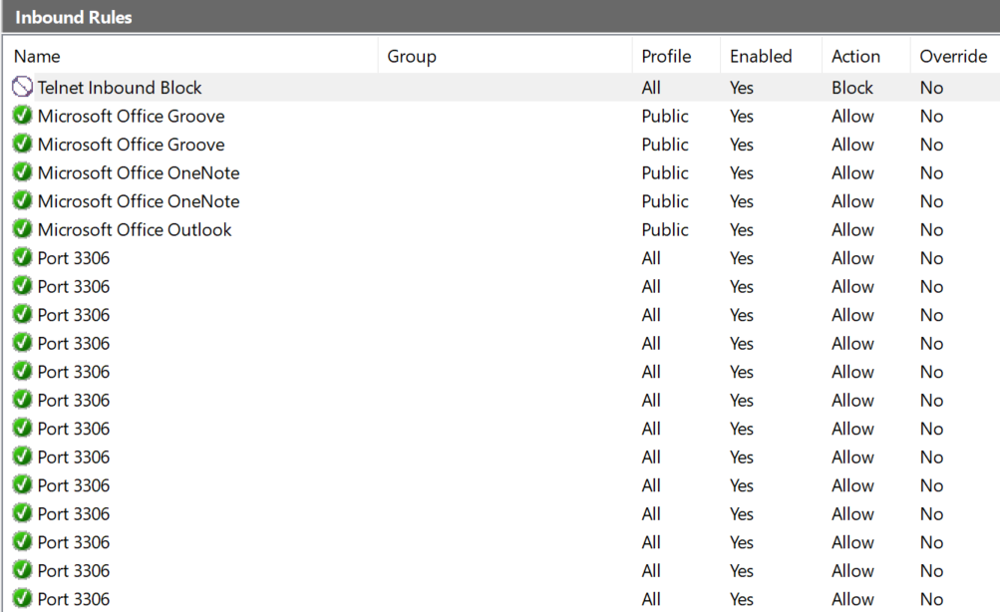 Inbound Rules
Name Group Profile Enabled Action Override
Telnet Inbound Block All Yes Block No
Microsoft Office Groove Public Yes Allow No
Microsoft Office Groove Public Yes Allow No
Microsoft Office OneNote Public Yes Allow No
Microsoft Office OneNote Public Yes Allow No
Microsoft Office Outlook Public Yes Allow No
Port 3306 All Yes Allow No
Port 3306 All Yes Allow No
Port 3306 All Yes Allow No
Port 3306 All Yes Allow No
Port 3306 All Yes Allow No
Port 3306 All Yes Allow No
Port 3306 All Yes Allow No
Port 3306 All Yes Allow No
Port 3306 All Yes Allow No
Port 3306 All Yes Allow No
Port 3306 All Yes Allow No
Port 3306 All Yes Allow No
Port 3306 All Yes Allow No